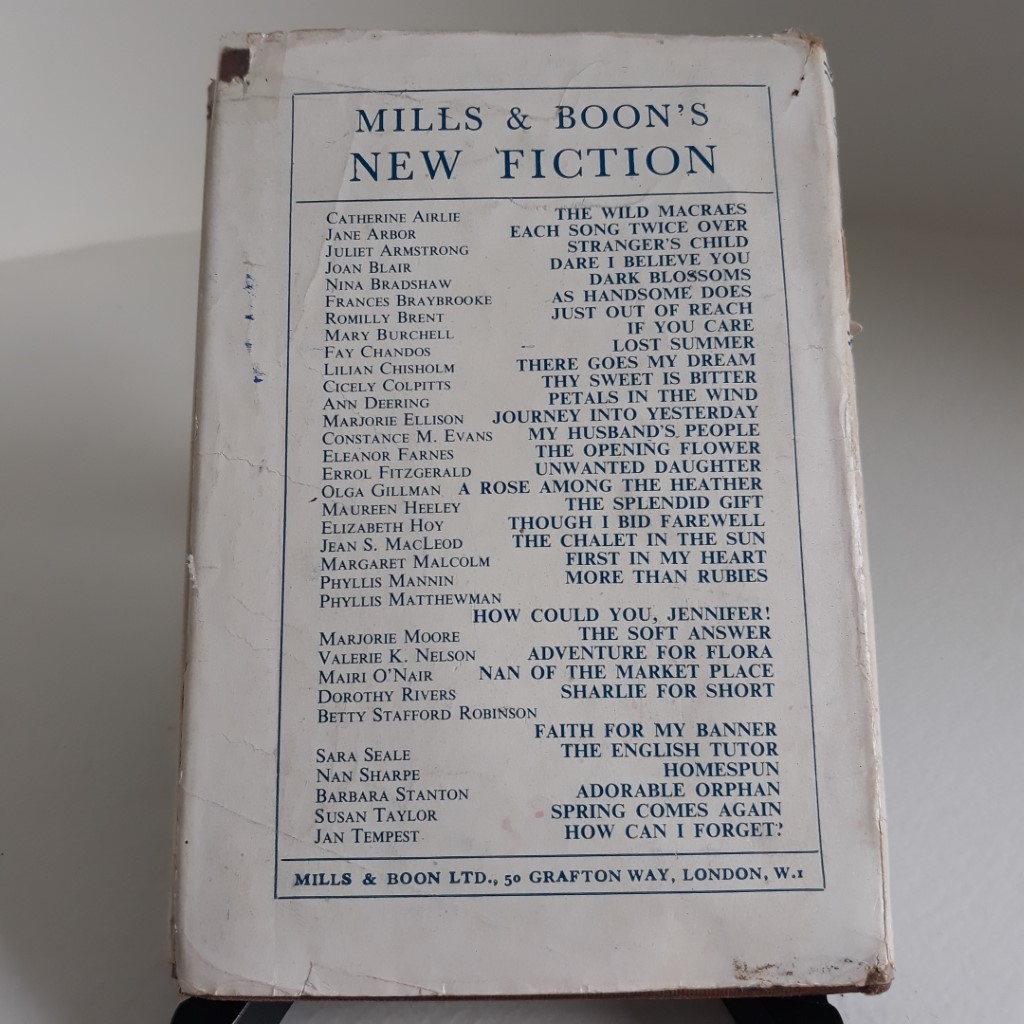 MILLS & BOON'S
NEW FICTION
CATHERINE AIRLIE THE WILD MACRAES
JANE ARBOR EACH SONG TWICE OVER
JULIET ARMSTRONG STRANGER'S CHILD
JOAN BLAIR DARE I BELIEVE YOU
NINA BRADSHAW DARK BLOSSOMS
FRANCES BRAYBROOKE AS HANDSOME DOES
ROMILLY BRENT JUST OUT OF REACH
MARY BURCHELL IF YOU CARE
FAY CHANDOS LOST SUMMER
LILIAN CHISHOLM THERE GOES MY DREAM
CICELY COLPITTS THY SWEET IS BITTER
ANN DEERING PETALS IN THE WIND
MARJORIE ELLISON JOURNEY INTO YESTERDAY
CONSTANCE M. EVANS MY HUSBAND'S PEOPLE
ELEANOR FARNES THE OPENING FLOWER
ERROL FITZGERALD UNWANTED DAUGHTER
OLGA GILLMAN A ROSE AMONG THE HEATHER
MAUREEN HEELEY THE SPLENDID GIFT
ELIZABETH HOY THOUGH I BID FAREWELL
JEAN S. MACLEOD THE CHALET IN THE SUN
MARGARET MALCOLM FIRST IN MY HEART
PHYLLIS MANNIN MORE THAN RUBIES
PHYLLIS MATTHEWMAN
HOW COULD YOU, JENNIFER!
MARJORIE MOORE THE SOFT ANSWER
VALERIE K. NELSON ADVENTURE FOR FLORA
MAIRI O'NAIR NAN OF THE MARKET PLACE
DOROTHY RIVERS SHARLIE FOR SHORT
BETTY STAFFORD ROBINSON
FAITH FOR MY BANNER
SARA SEALE THE ENGLISH TUTOR
NAN SHARPE HOMESPUN
BARBARA STANTON ADORABLE ORPHAN
SUSAN TAYLOR SPRING COMES AGAIN
JAN TEMPEST HOW CAN I FORGET?
MILLS & BOON LTD., 50 GRAFTON WAY, LONDON, W.1